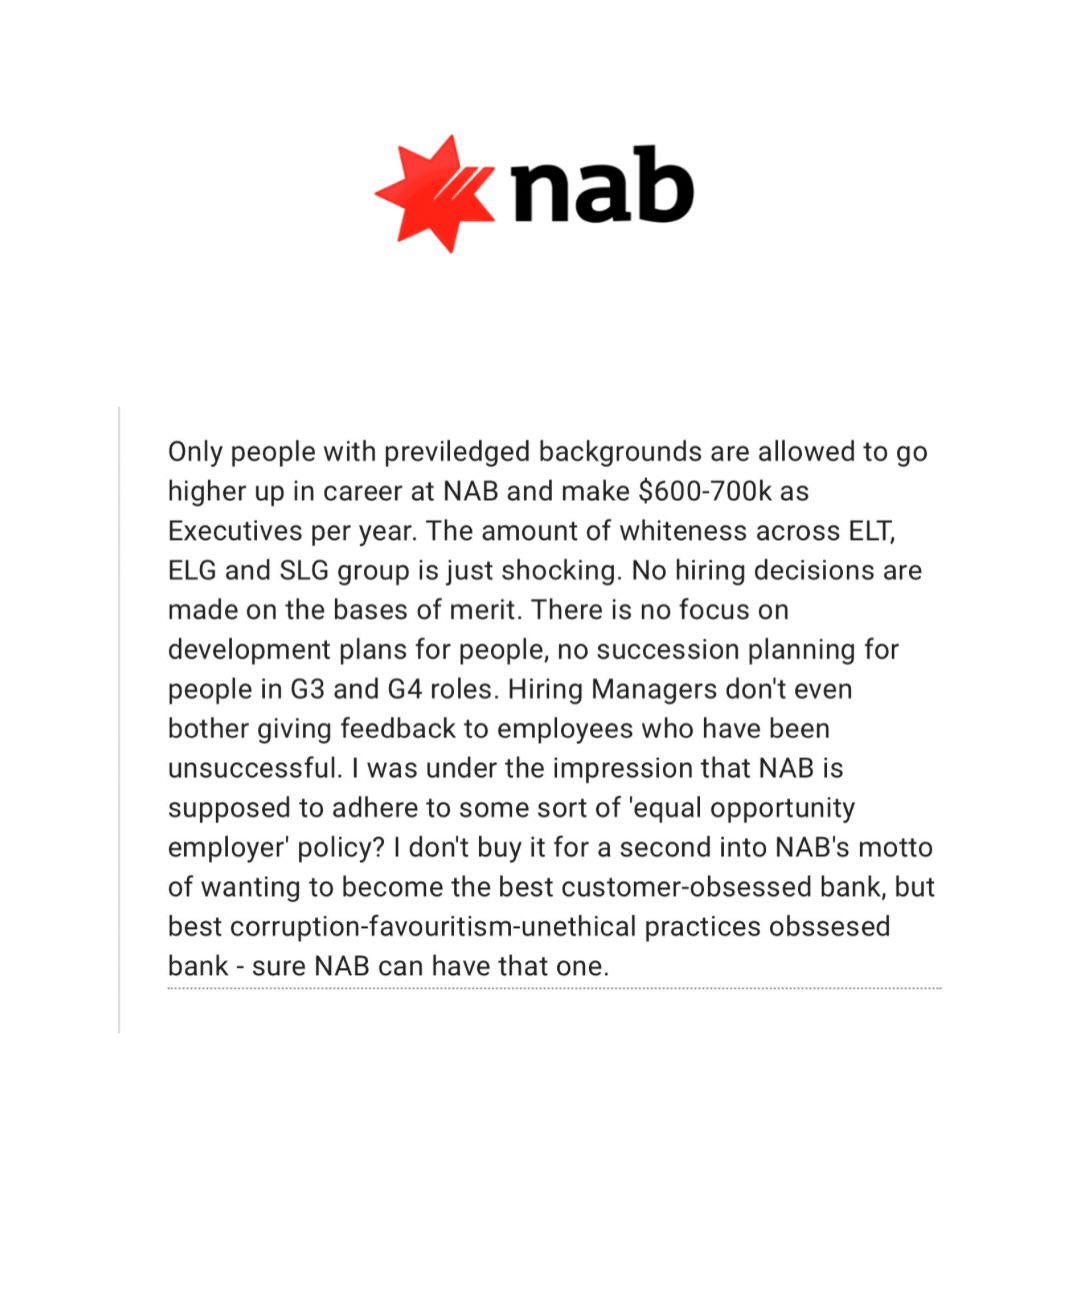 nab
Only people with previledged backgrounds are allowed to go
higher up in career at NAB and make $600-700k as
Executives per year. The amount of whiteness across ELT,
ELG and SLG group is just shocking. No hiring decisions are
made on the bases of merit. There is no focus on
development plans for people, no succession planning for
people in G3 and G4 roles. Hiring Managers don't even
bother giving feedback to employees who have been
unsuccessful. I was under the impression that NAB is
supposed to adhere to some sort of 'equal opportunity
employer' policy? I don't buy it for a second into NAB's motto
of wanting to become the best customer-obsessed bank, but
best corruption-favouritism-unethical practices obssesed
bank - sure NAB can have that one.